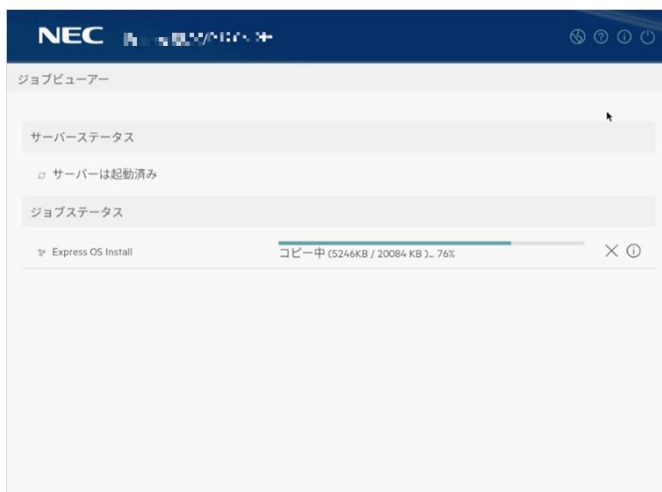 NEC
ジョブビューアー
サーバーステータス
サーバーは起動済み
ジョブステータス
Express OS Install
コピー中 (5246KB / 20084 KB )... 76%